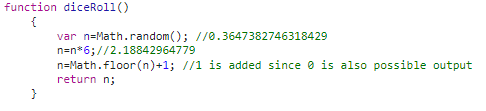 function diceRoll()
{
var n=Math.random(); //0.3647382746318429
n=n*6;//2.18842964779
n=Math.floor(n)+1; //1 is added since 0 is also possible output
return n;
}